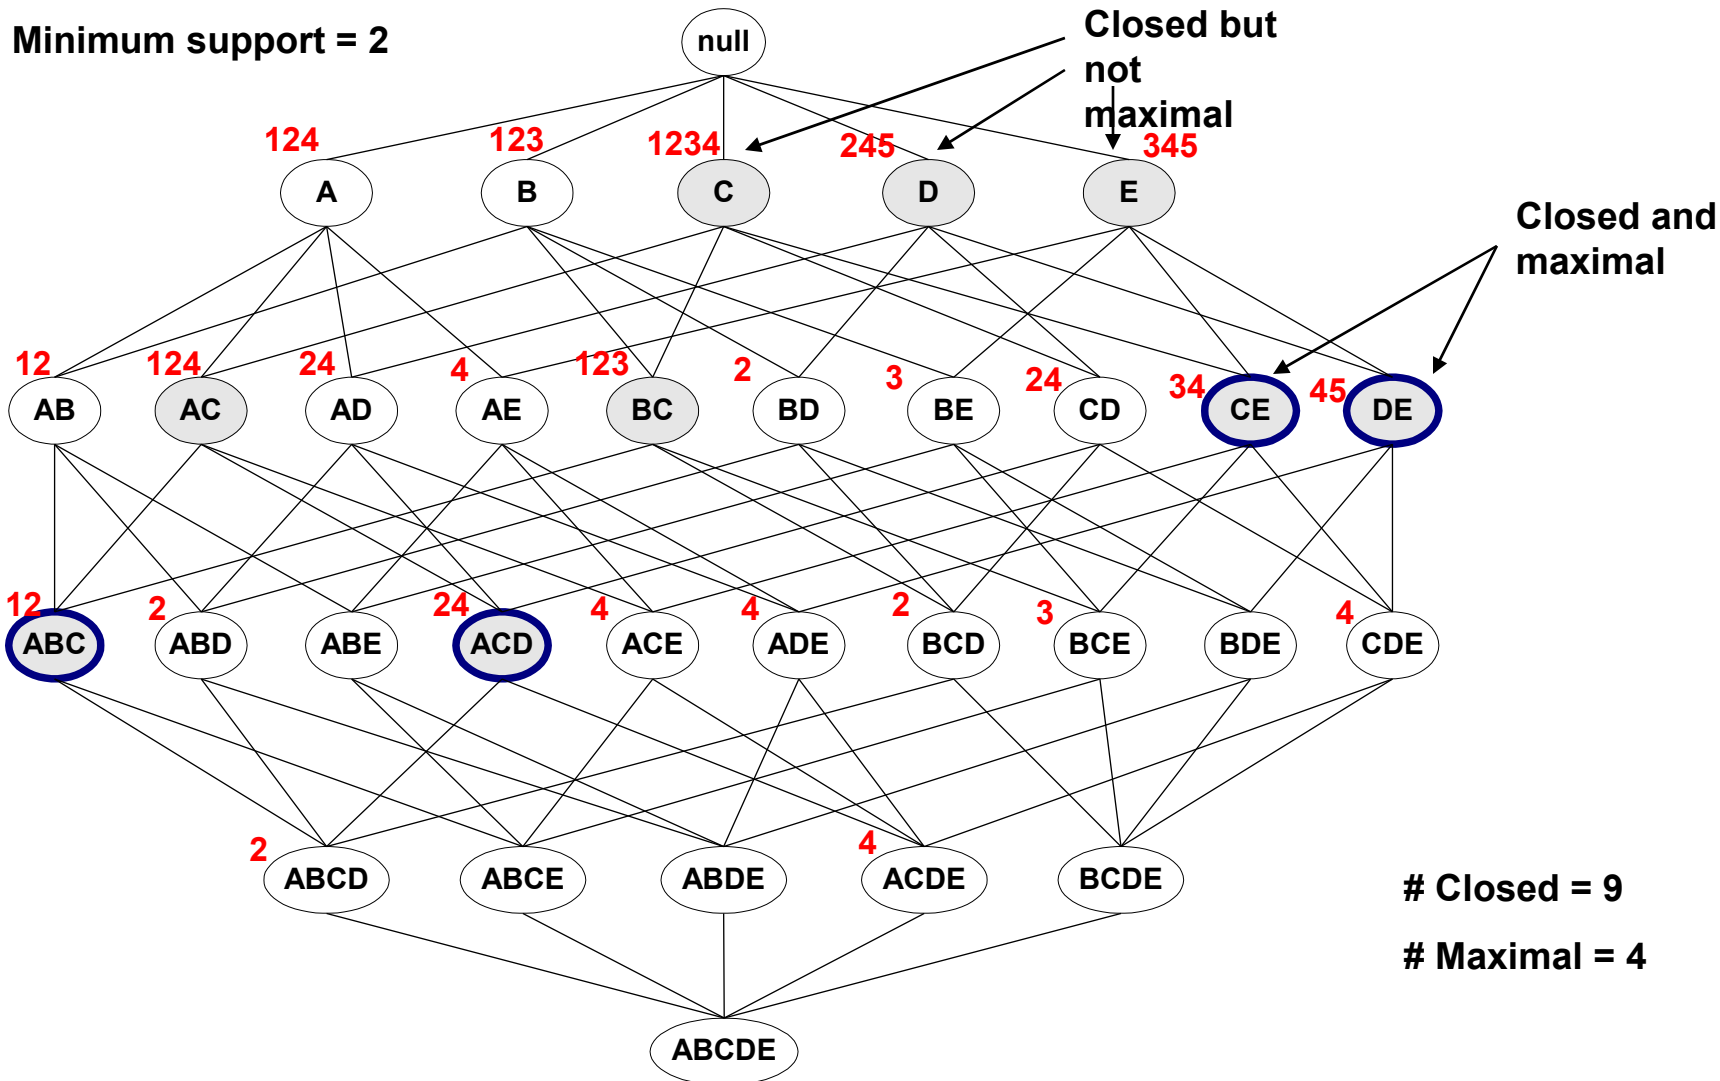 Minimum support = 2
null
Closed but
not
maximal
124
123
1234
245
345
A
B
C
D
E
Closed and
maximal
12
124
24
4
123
2
3
24
34
45
AB
AC
AD
AE
BC
BD
BE
CD
CE
DE
12
2
24
4
4
2
3
4
ABC
ABD
ABE
ACD
ACE
ADE
BCD
BCE
BDE
CDE
2
4
ABCD
ABCE
ABDE
ACDE
BCDE
# Closed = 9
# Maximal = 4
ABCDE